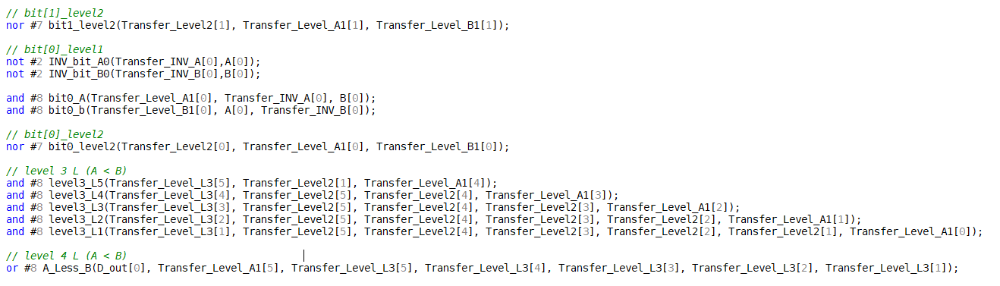 // bit[1]_level2
nor #7 bit1_level2(Transfer_Level2[1], Transfer_Level_A1[1], Transfer_Level_B1[1]);
// bit[0]_level1
not #2 INV_bit_A0(Transfer_INV_A[0],A[0]);
not #2 INV_bit_B0(Transfer_INV_B[0],B[0]);
and #8 bit0_A(Transfer_Level_A1[0], Transfer_INV_A[0], B[0]);
and #8 bit0_b(Transfer_Level_B1[0], A[0], Transfer_INV_B[0]);
// bit[0]_level2
nor #7 bit0_level2(Transfer_Level2[0], Transfer_Level_A1[0], Transfer_Level_B1[0]);
// level 3 L (A < B)
and #8 level3_L5(Transfer_Level_L3[5], Transfer_Level2[1], Transfer_Level_A1[4]);
and #8 level3_L4(Transfer_Level_L3[4], Transfer_Level2[5], Transfer_Level2[4], Transfer_Level_A1[3]);
and #8 level3_L3(Transfer_Level_L3[3], Transfer_Level2[5], Transfer_Level2[4], Transfer_Level2[3], Transfer_Level_A1[2]);
and #8 level3_L2(Transfer_Level_L3[2], Transfer_Level2[5], Transfer_Level2[4], Transfer_Level2[3], Transfer_Level2[2], Transfer_Level_A1[1]);
and #8 level3_L1(Transfer_Level_L3[1], Transfer_Level2[5], Transfer_Level2[4], Transfer_Level2[3], Transfer_Level2[2], Transfer_Level2[1], Transfer_Level_A1[0]);
// level 4 L (A < B)
or #8 A_Less_B(D_out[0], Transfer_Level_A1[5], Transfer_Level_L3[5], Transfer_Level_L3[4], Transfer_Level_L3[3], Transfer_Level_L3[2], Transfer_Level_L3[1]);